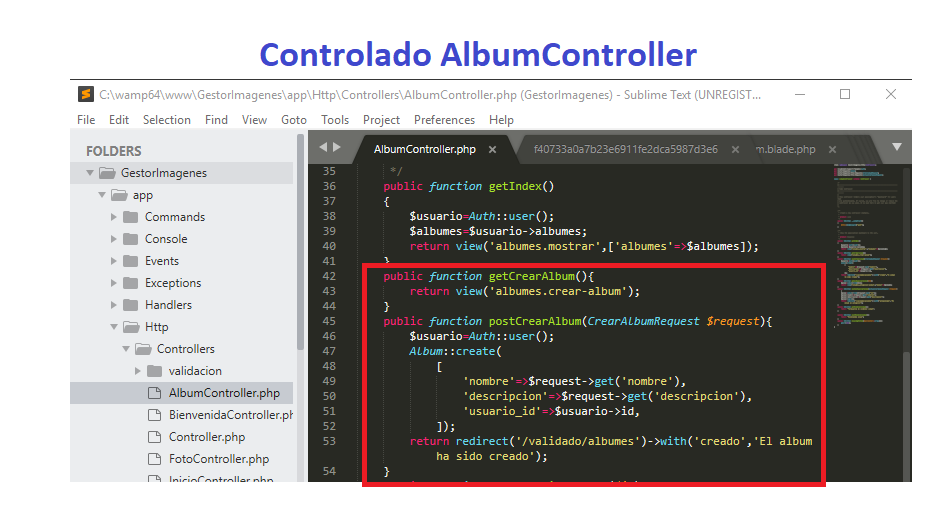 Controlado AlbumController
C:\wamp64\www\GestorImagenes\app\Http\Controllers\AlbumController.php (GestorImagenes) - Sublime Text (UNREGIST...
File Edit Selection Find View Goto Tools Project Preferences Help
FOLDERS
GestorImagenes
app
Commands
Console
Events
Exceptions
Handlers
Http
Controllers
validacion
AlbumController.php
BienvenidaController.ph
Controller.php
FotoController.php
InicioController.php
AlbumController.php f40733a0a7b23e6911fe2dca5987d3e6 m.blade.php
35 */
36 public function getIndex()
37 {
38 $usuario=Auth::user();
39 $albumes=$usuario->albumes;
40 return view('albumes.mostrar',['albumes'=>$albumes]);
41 }
42 public function getCrearAlbum(){
43 return view('albumes.crear-album');
44 }
45 public function postCrearAlbum(CrearAlbumRequest $request){
46 $usuario=Auth::user();
47 Album::create(
48 [
49 'nombre'=>$request->get('nombre'),
50 'descripcion'=>$request->get('descripcion'),
51 'usuario_id'=>$usuario->id,
52 ]);
53 return redirect('/validado/albumes')->with('creado','El album
ha sido creado');
54 }